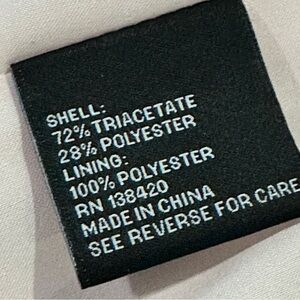 SHELL:
72% TRIACETATE
28% POLYESTER
LINING:
100% POLYESTER
RN 138420
MADE IN CHINA
SEE REVERSE FOR CARE